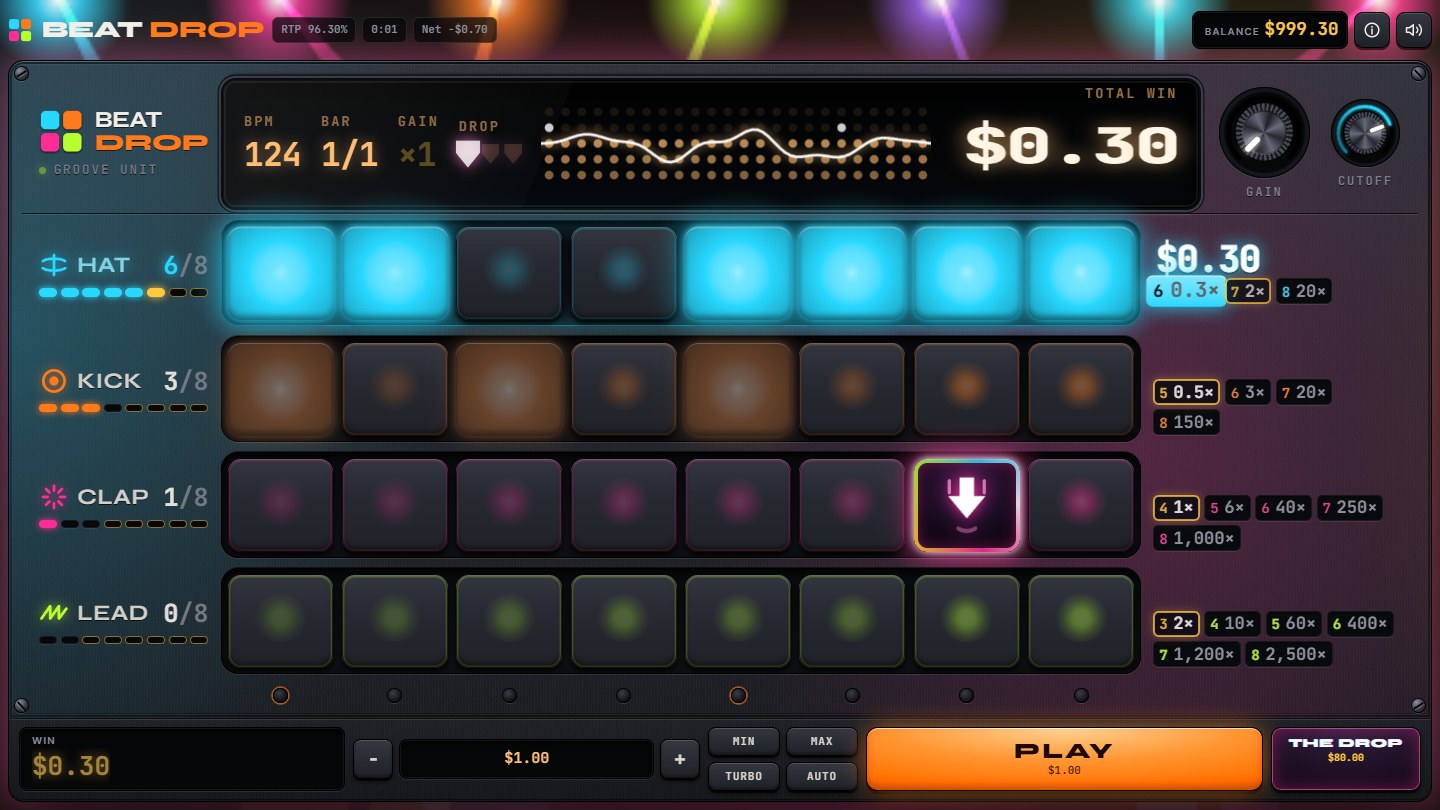 BEAT DROP RTP 96.30% 0:01 Net -$0.70 BALANCE $999.30
BEAT
DROP
GROOVE UNIT
BPM BAR GAIN DROP
124 1/1 ×1
TOTAL WIN
$0.30
GAIN CUTOFF
HAT 6/8
$0.30
6 0.3× 7 2× 8 20×
KICK 3/8
5 0.5× 6 3× 7 20×
8 150×
CLAP 1/8
4 1× 5 6× 6 40× 7 250×
8 1,000×
LEAD 0/8
3 2× 4 10× 5 60× 6 400×
7 1,200× 8 2,500×
WIN
$0.30
- $1.00 +
MIN MAX
TURBO AUTO
PLAY
$1.00
THE DROP
$80.00